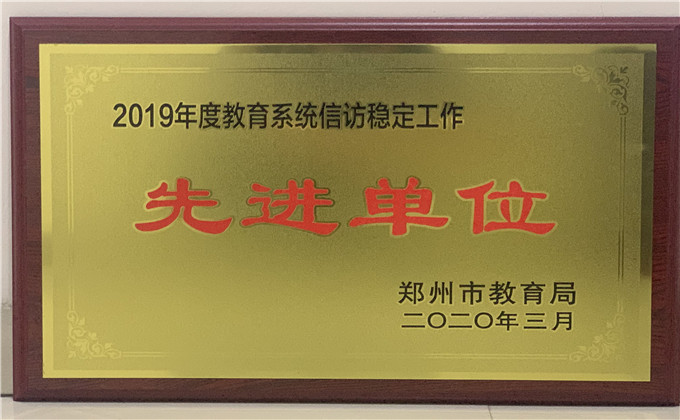 2019年度教育系统信访稳定工作
先进单位
郑州市教育局
二〇二〇年三月